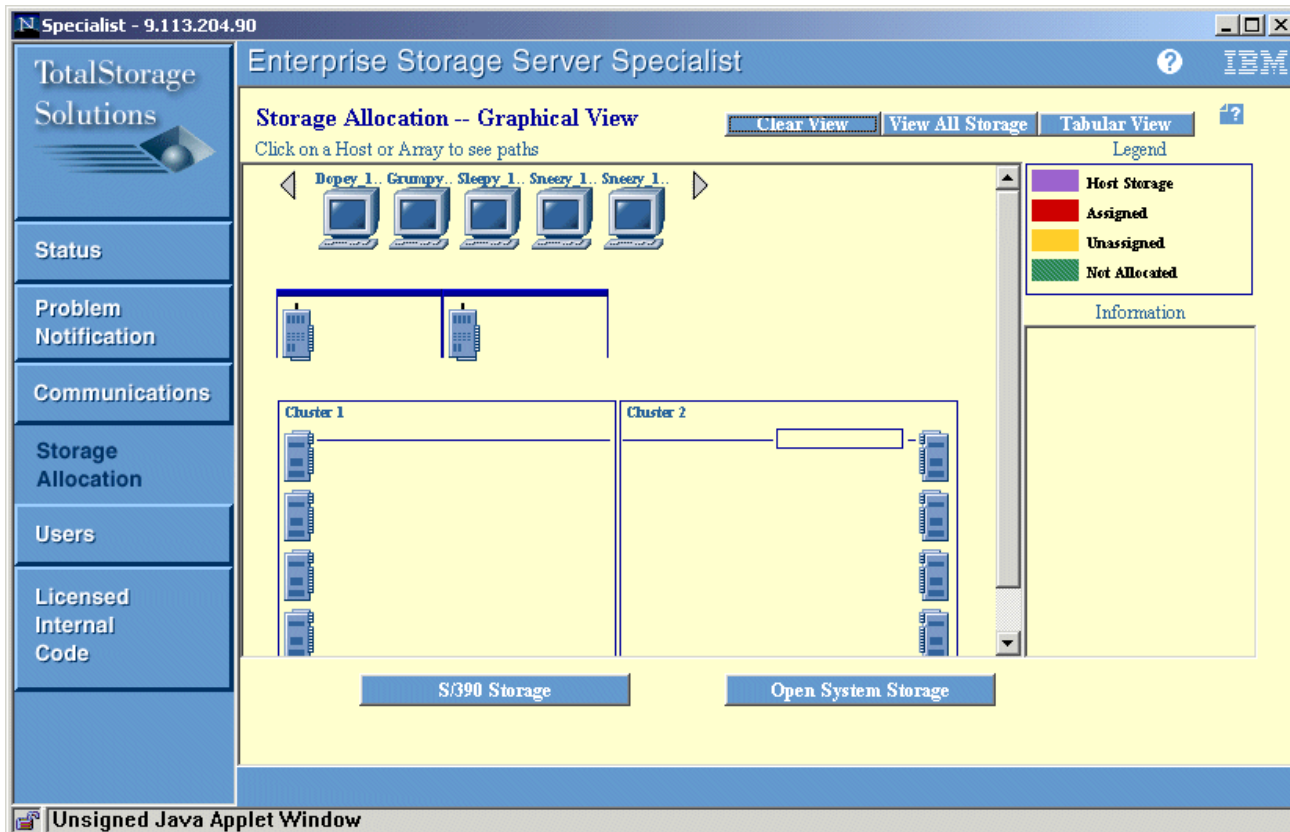 Specialist - 9.113.204.90
TotalStorage
Solutions
Enterprise Storage Server Specialist
?
IBM
Storage Allocation -- Graphical View
Clear View
View All Storage
Tabular View
?
Click on a Host or Array to see paths
Legend
Dopey_1.. Grumpy.. Sleepy_1.. Sneezy_1.. Sneezy_1..
Host Storage
Assigned
Unassigned
Not Allocated
Information
Status
Problem
Notification
Communications
Storage
Allocation
Users
Licensed
Internal
Code
Cluster 1
Cluster 2
S/390 Storage
Open System Storage
Unsigned Java Applet Window